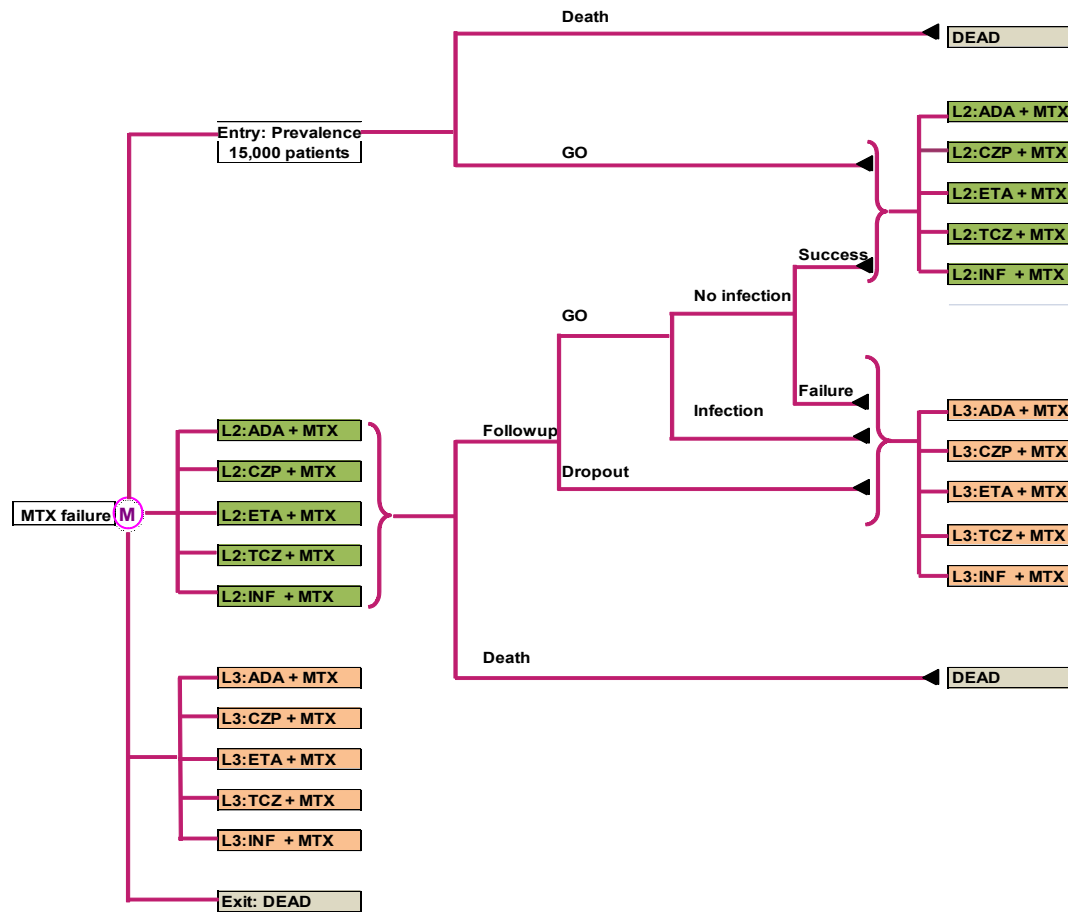 Death
DEAD
L2:ADA + MTX
Entry: Prevalence
15,000 patients
GO
L2:CZP + MTX
L2:ETA + MTX
L2:TCZ + MTX
Success
L2:INF + MTX
No infection
GO
Failure
Infection
L3:ADA + MTX
L2:ADA + MTX
Followup
L3:CZP + MTX
L2:CZP + MTX
Dropout
L3:ETA + MTX
MTX failure
M
L2:ETA + MTX
L3:TCZ + MTX
L2:TCZ + MTX
L3:INF + MTX
L2:INF + MTX
Death
L3:ADA + MTX
DEAD
L3:CZP + MTX
L3:ETA + MTX
L3:TCZ + MTX
L3:INF + MTX
Exit: DEAD